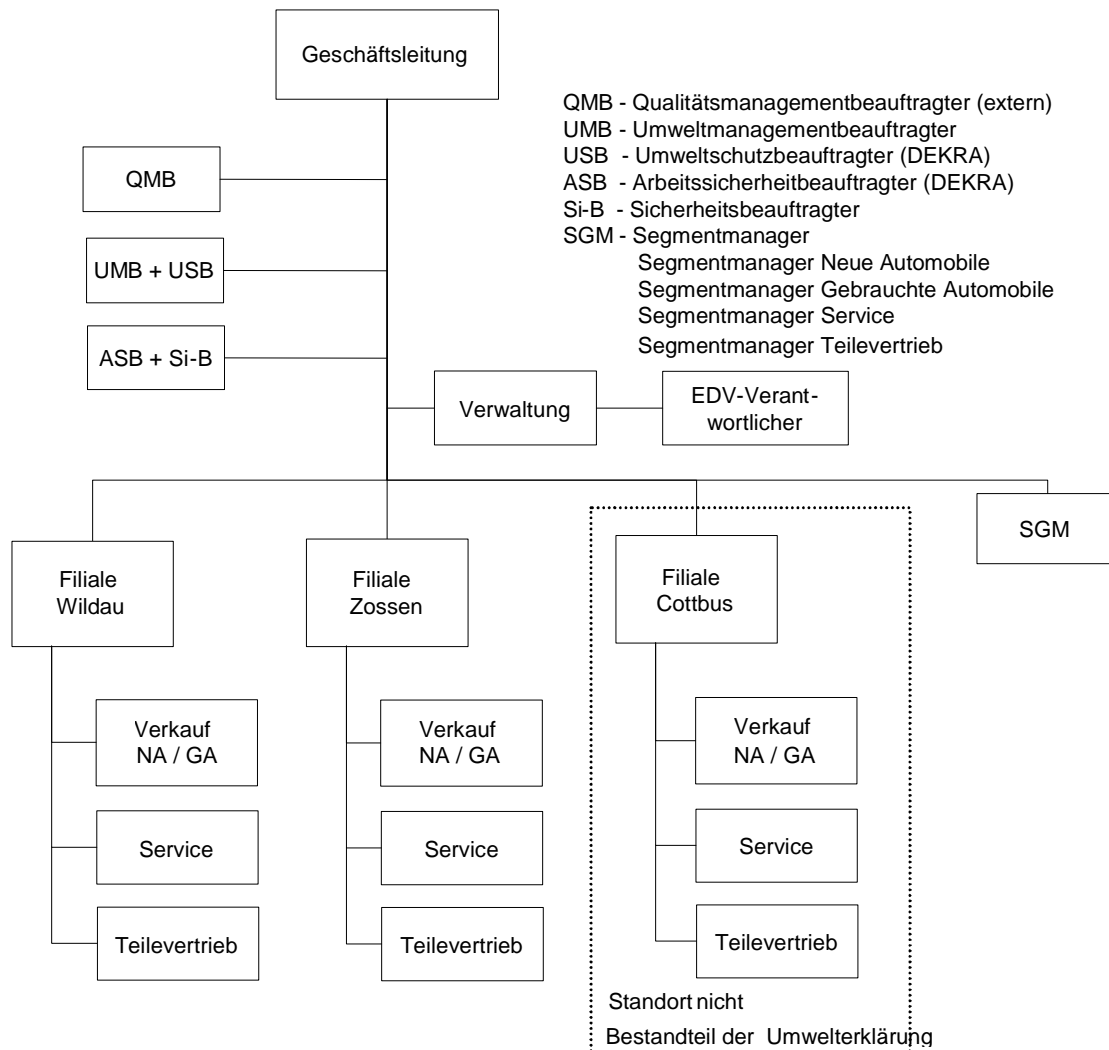 Geschäftsleitung
QMB - Qualitätsmanagementbeauftragter (extern)
UMB - Umweltmanagementbeauftragter
USB - Umweltschutzbeauftragter (DEKRA)
ASB - Arbeitssicherheitbeauftragter (DEKRA)
Si-B - Sicherheitsbeauftragter
SGM - Segmentmanager
Segmentmanager Neue Automobile
Segmentmanager Gebrauchte Automobile
Segmentmanager Service
Segmentmanager Teilevertrieb
QMB
UMB + USB
ASB + Si-B
Verwaltung
EDV-Verant-
wortlicher
SGM
Filiale
Wildau
Verkauf
NA / GA
Service
Teilevertrieb
Filiale
Zossen
Verkauf
NA / GA
Service
Teilevertrieb
Filiale
Cottbus
Verkauf
NA / GA
Service
Teilevertrieb
Standort nicht
Bestandteil der Umwelterklärung